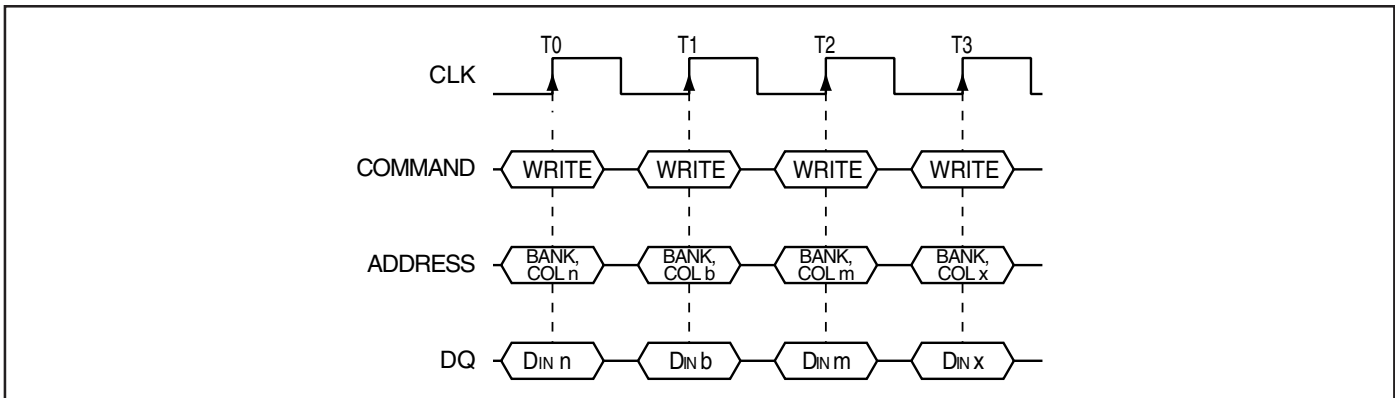 T0 T1 T2 T3
CLK
COMMAND WRITE WRITE WRITE WRITE
ADDRESS BANK, BANK, BANK, BANK,
COL n COL b COL m COL x
DQ DIN n DIN b DIN m DIN x